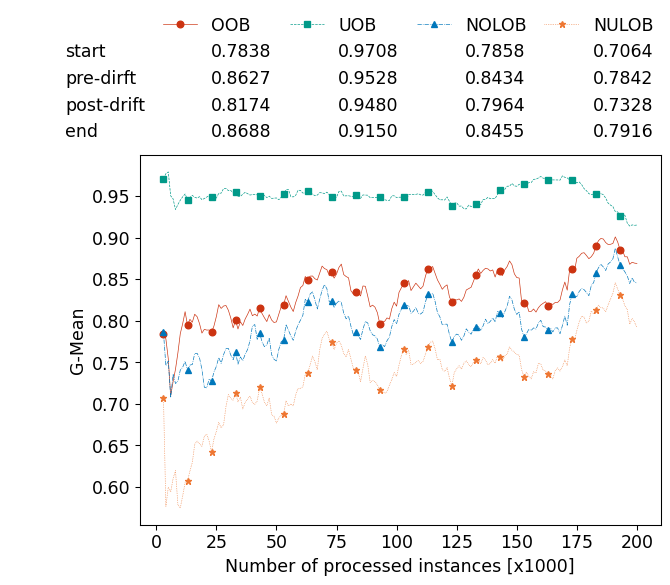 OOB UOB NOLOB NULOB
start 0.7838 0.9708 0.7858 0.7064
pre-dirft 0.8627 0.9528 0.8434 0.7842
post-drift 0.8174 0.9480 0.7964 0.7328
end 0.8688 0.9150 0.8455 0.7916
G-Mean
0.95
0.90
0.85
0.80
0.75
0.70
0.65
0.60
0 25 50 75 100 125 150 175 200
Number of processed instances [x1000]